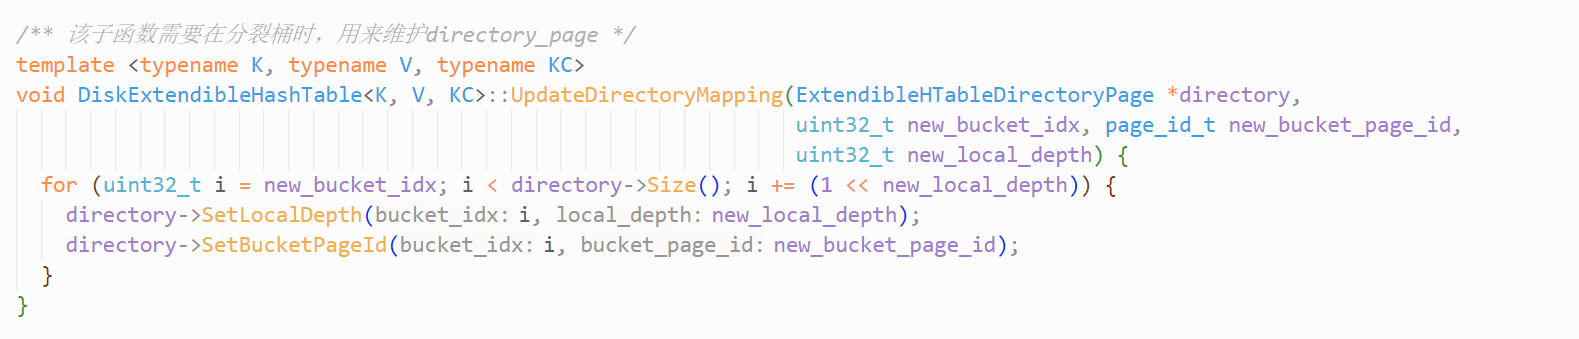 /** 该子函数需要在分裂桶时，用来维护directory_page */
template <typename K, typename V, typename KC>
void DiskExtendibleHashTable<K, V, KC>::UpdateDirectoryMapping(ExtendibleHTableDirectoryPage *directory,
uint32_t new_bucket_idx, page_id_t new_bucket_page_id,
uint32_t new_local_depth) {
for (uint32_t i = new_bucket_idx; i < directory->Size(); i += (1 << new_local_depth)) {
directory->SetLocalDepth(bucket_idx: i, local_depth: new_local_depth);
directory->SetBucketPageId(bucket_idx: i, bucket_page_id: new_bucket_page_id);
}
}